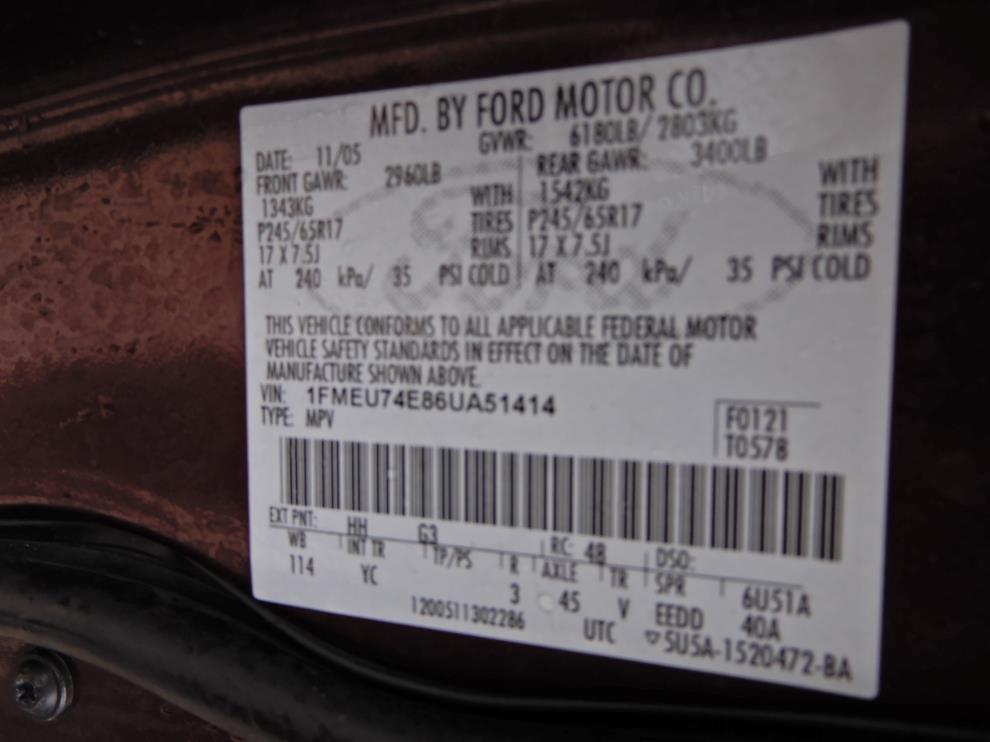 MFD. BY FORD MOTOR CO.
DATE: 11/05 GVWR: 6180LB/ 2803KG
FRONT GAWR: 2960LB REAR GAWR: 3400LB
1343KG WITH 1542KG WITH
P245/65R17 TIRES P245/65R17 TIRES
17 X 7.5J RIMS 17 X 7.5J RIMS
AT 240 kPa/ 35 PSI COLD AT 240 kPa/ 35 PSI COLD
THIS VEHICLE CONFORMS TO ALL APPLICABLE FEDERAL MOTOR
VEHICLE SAFETY STANDARDS IN EFFECT ON THE DATE OF
MANUFACTURE SHOWN ABOVE.
VIN: 1FMEU74E86UA51414
TYPE: MPV
F0121
T0578
EXT PNT: HH G3 RC: 48 DSO:
WB INT TR TP/PS R AXLE TR SPR 6U51A
114 YC 3 45 V EEDD 40A
1200511302286 UTC ▽5U5A-1520472-BA